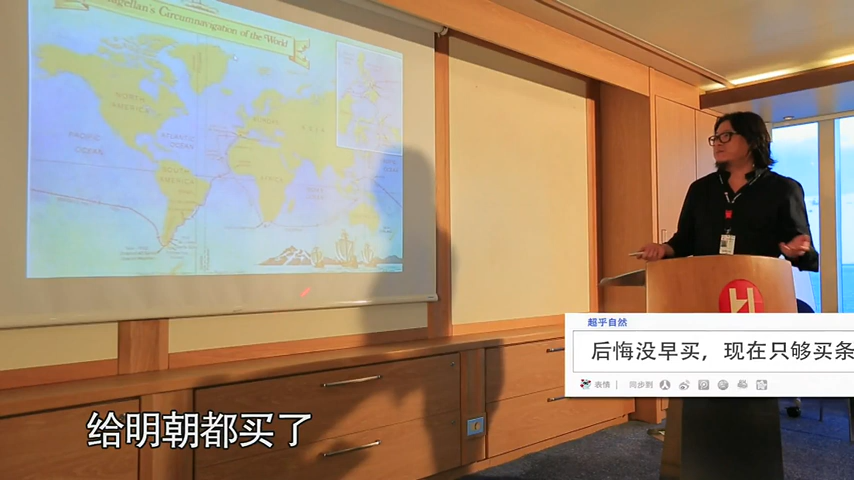 Magellan's Circumnavigation of the World
NORTH
AMERICA
ASIA
PACIFIC
OCEAN
ATLANTIC
OCEAN
SOUTH
AMERICA
AFRICA
超乎自然
后悔没早买，现在只够买条
表情
同步到
给明朝都买了